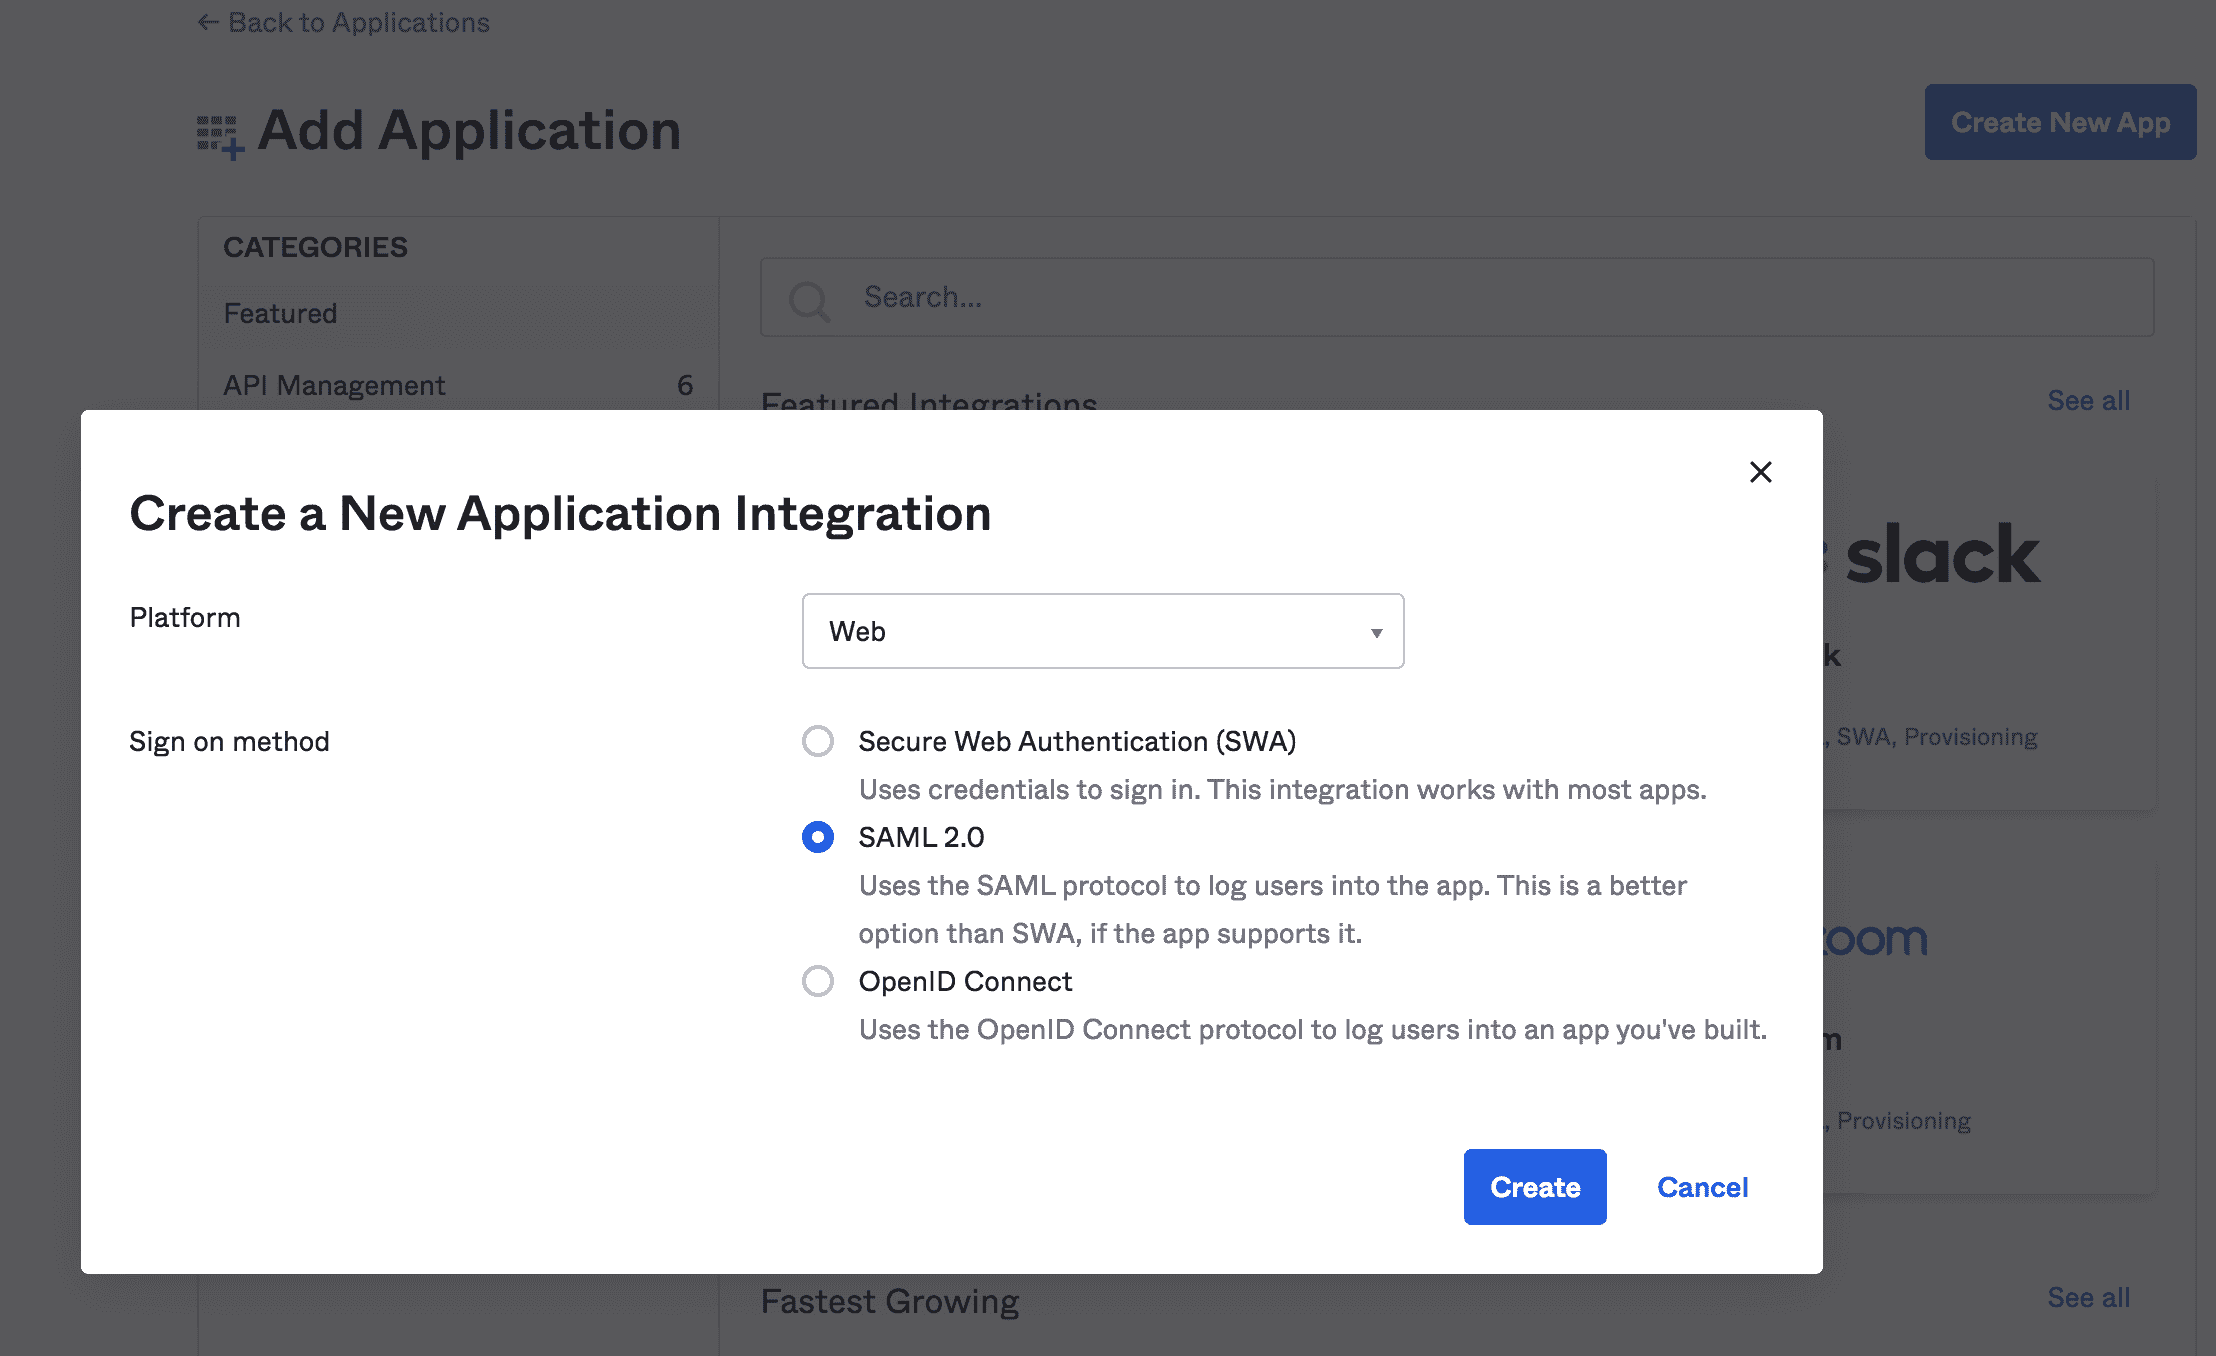 ← Back to Applications
Add Application
Create New App
CATEGORIES
Featured
API Management 6
Search...
Featured Integrations
See all
Create a New Application Integration
Platform
Web
Sign on method
Secure Web Authentication (SWA)
Uses credentials to sign in. This integration works with most apps.
SAML 2.0
Uses the SAML protocol to log users into the app. This is a better
option than SWA, if the app supports it.
OpenID Connect
Uses the OpenID Connect protocol to log users into an app you've built.
Create
Cancel
slack
k
, SWA, Provisioning
zoom
m
, Provisioning
Fastest Growing
See all